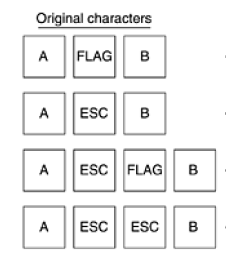 Original characters
A FLAG B
A ESC B
A ESC FLAG B
A ESC ESC B